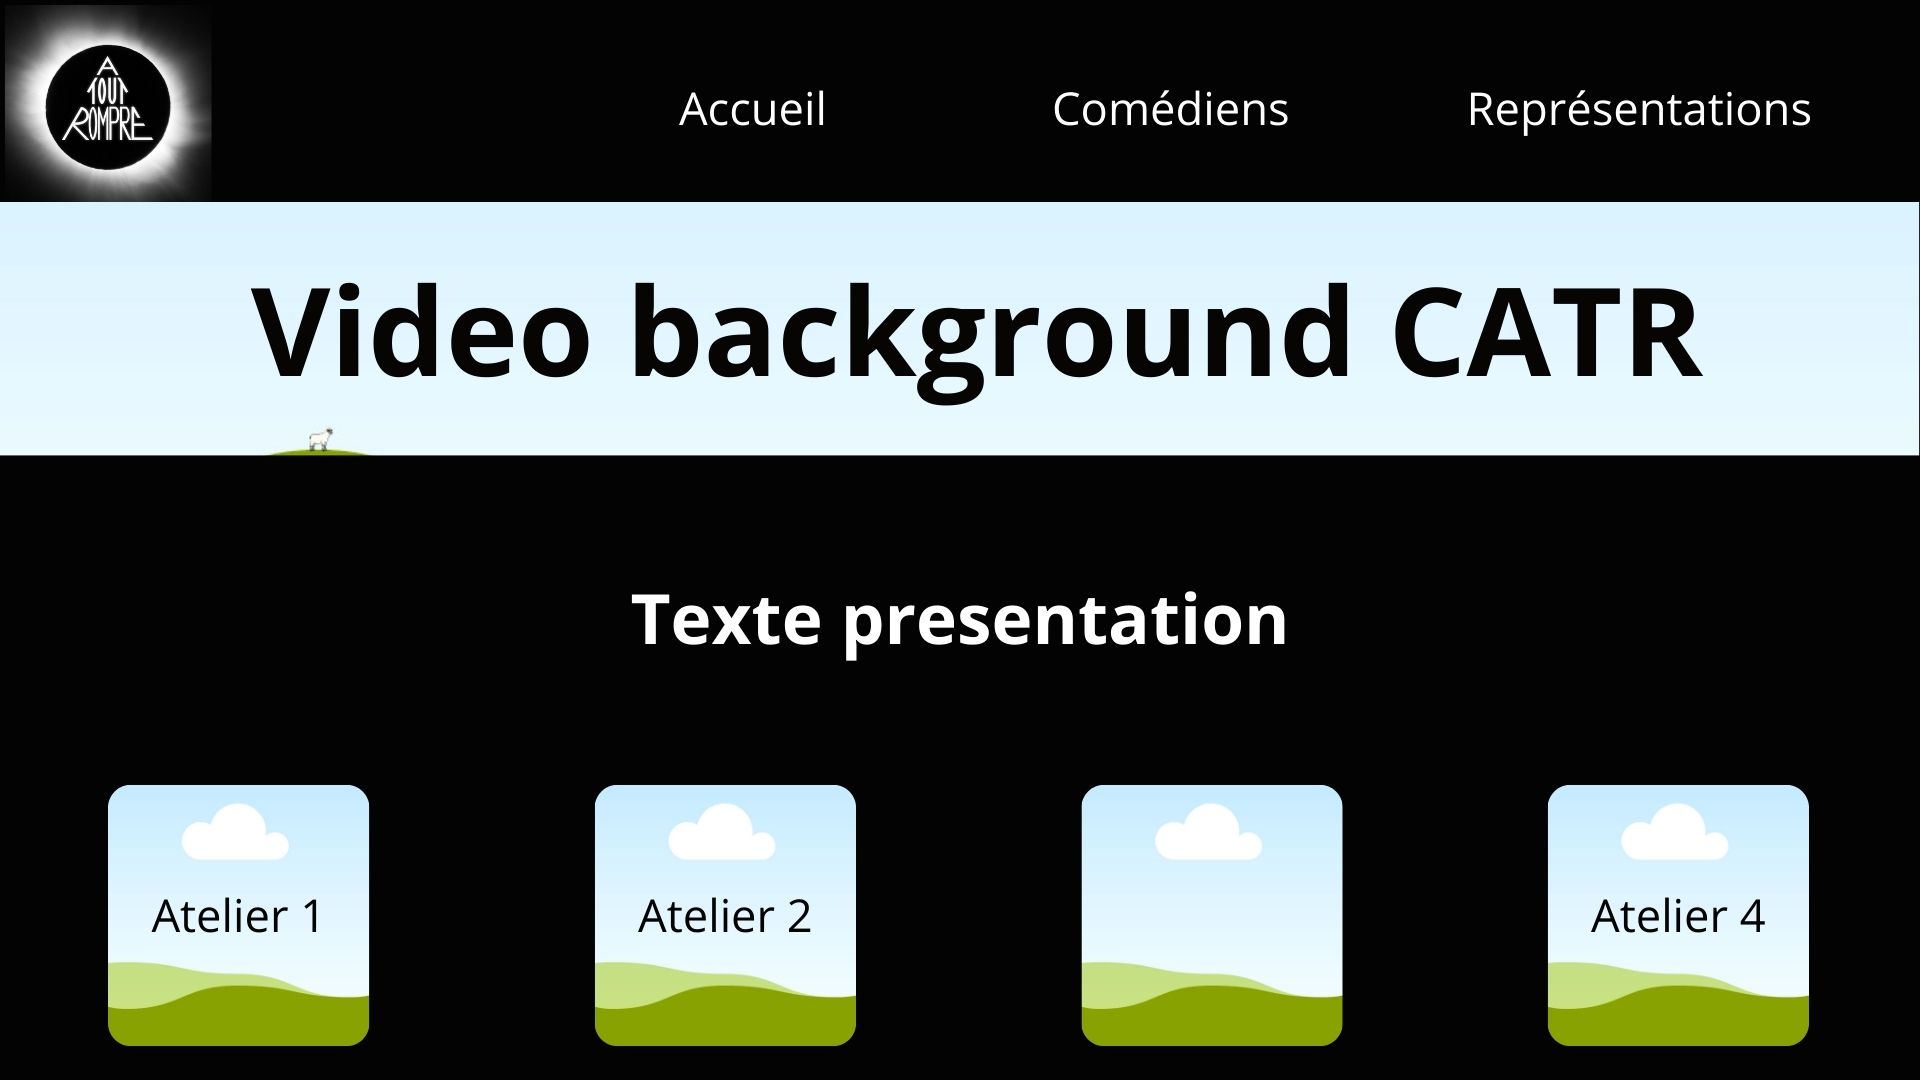 A
TOUT
ROMPRE
Accueil
Comédiens
Représentations
Video background CATR
Texte presentation
Atelier 1
Atelier 2
Atelier 4